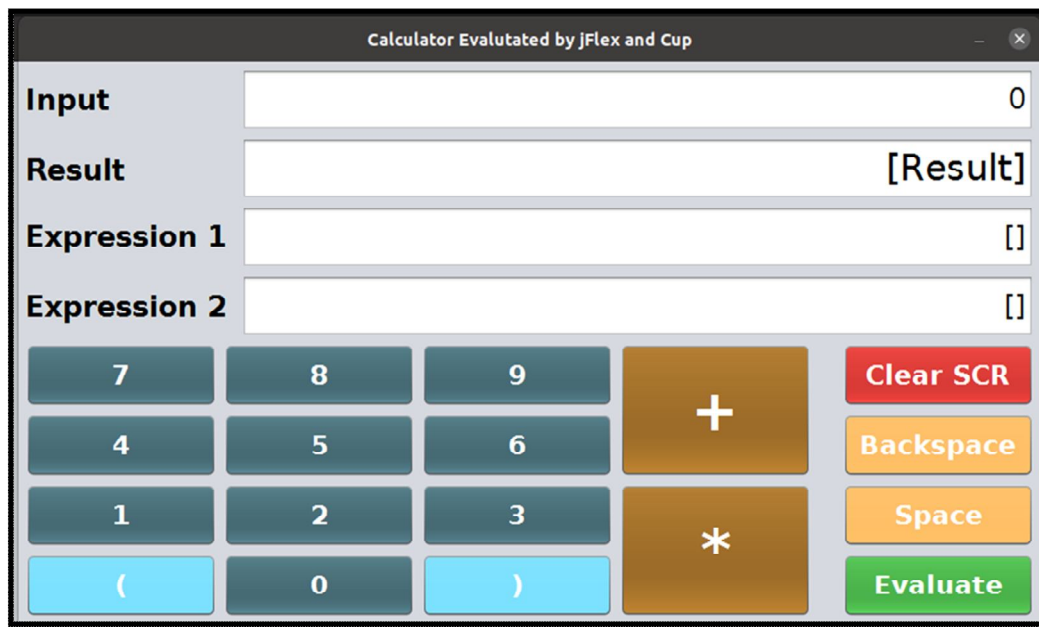 Calculator Evalutated by jFlex and Cup
Input 0
Result [Result]
Expression 1 []
Expression 2 []
7 8 9 + Clear SCR
4 5 6 Backspace
1 2 3 * Space
( 0 ) Evaluate